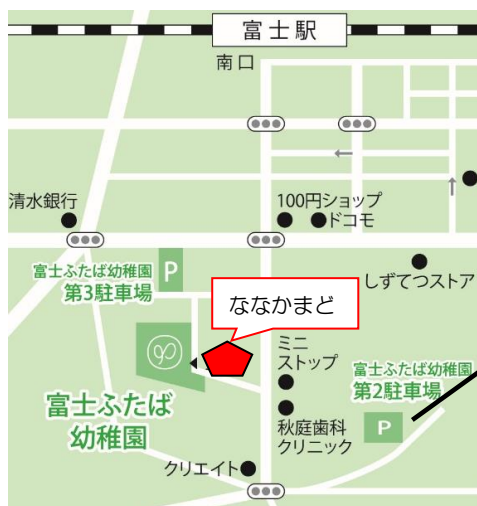 富士駅
南口
清水銀行
100円ショップ
ドコモ
富士ふたば幼稚園
第3駐車場
P
しずてつストア
ななかまど
ミニ
ストップ
富士ふたば幼稚園
第2駐車場
P
富士ふたば
幼稚園
秋庭歯科
クリニック
クリエイト